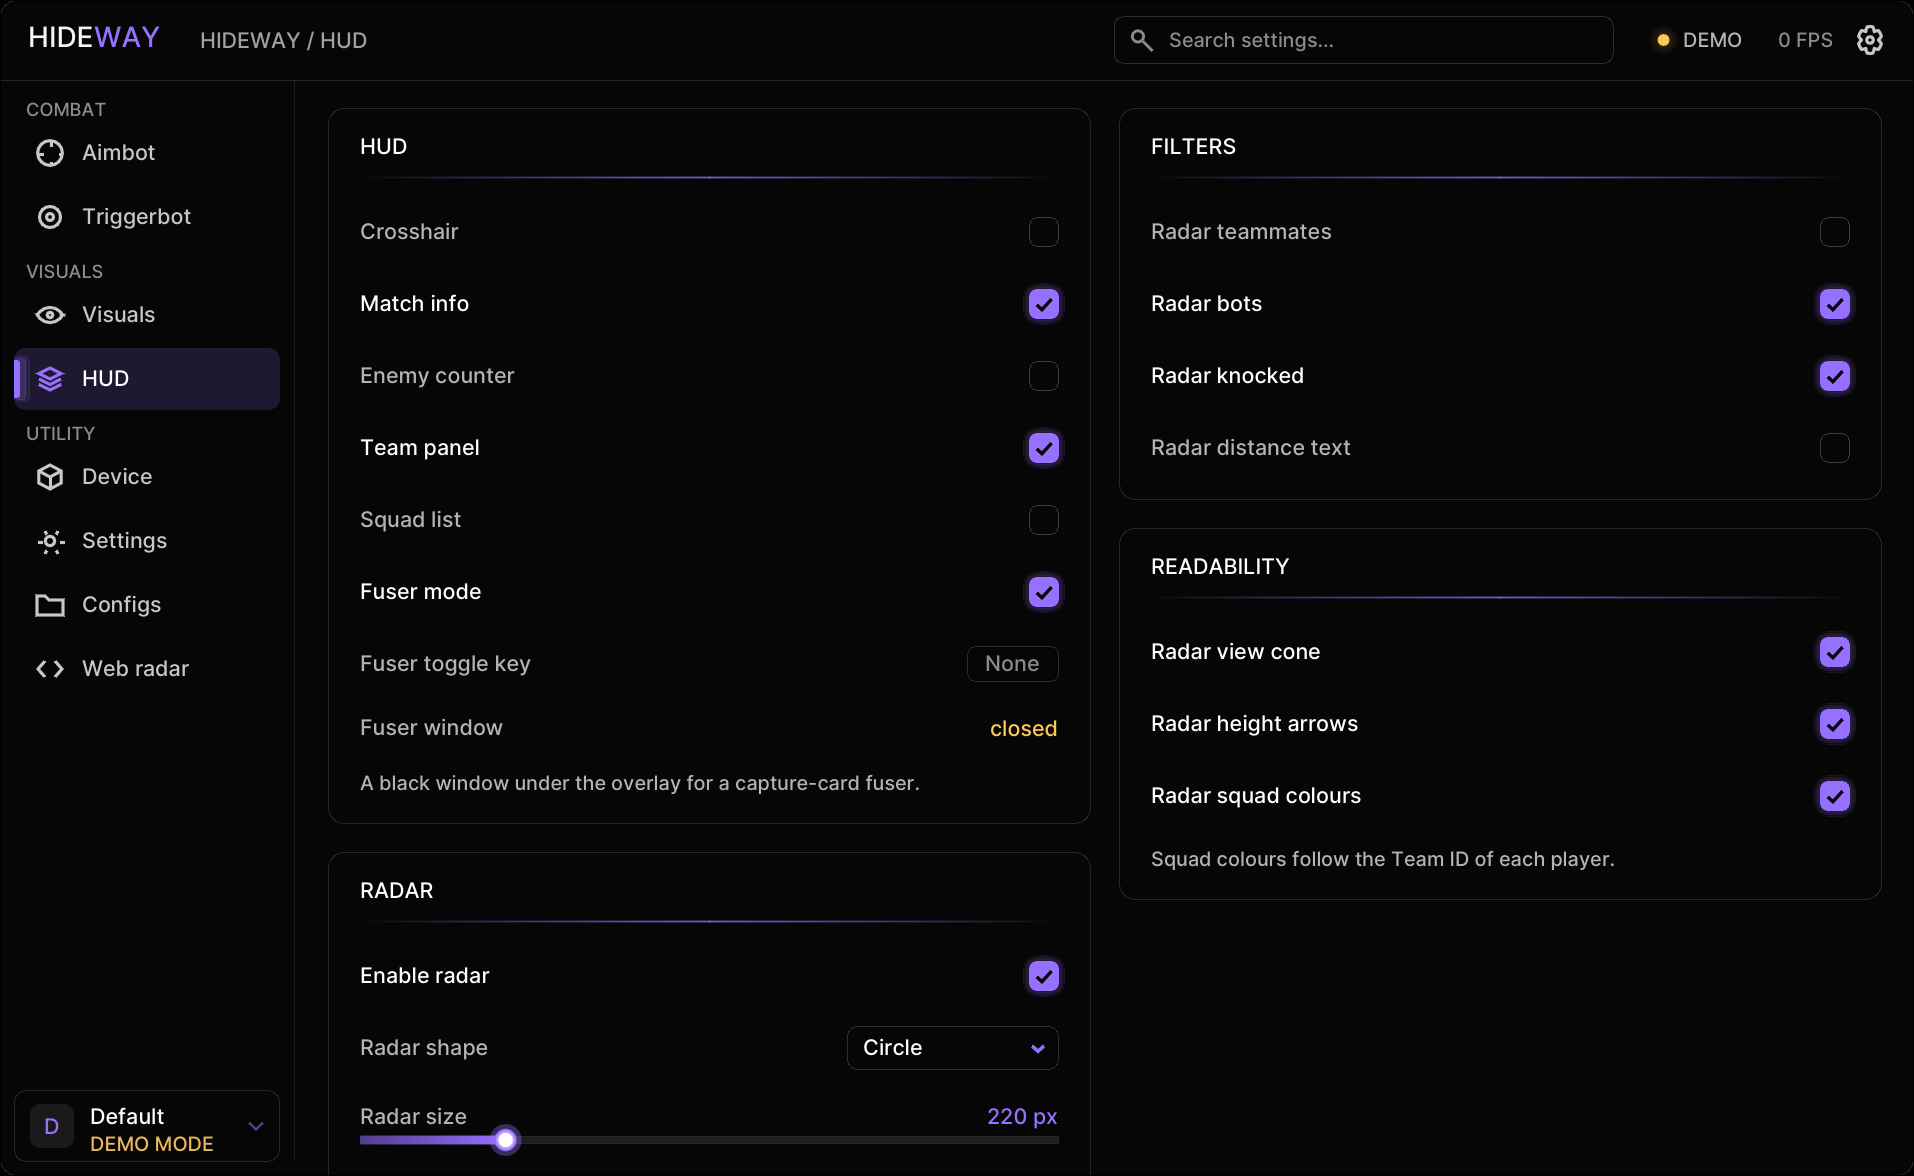 HIDEWAY
HIDEWAY / HUD
Search settings...
DEMO
0 FPS
COMBAT
Aimbot
Triggerbot
VISUALS
Visuals
HUD
UTILITY
Device
Settings
Configs
Web radar
D
Default
DEMO MODE
HUD
Crosshair
Match info
Enemy counter
Team panel
Squad list
Fuser mode
Fuser toggle key
None
Fuser window
closed
A black window under the overlay for a capture-card fuser.
RADAR
Enable radar
Radar shape
Circle
Radar size
220 px
FILTERS
Radar teammates
Radar bots
Radar knocked
Radar distance text
READABILITY
Radar view cone
Radar height arrows
Radar squad colours
Squad colours follow the Team ID of each player.